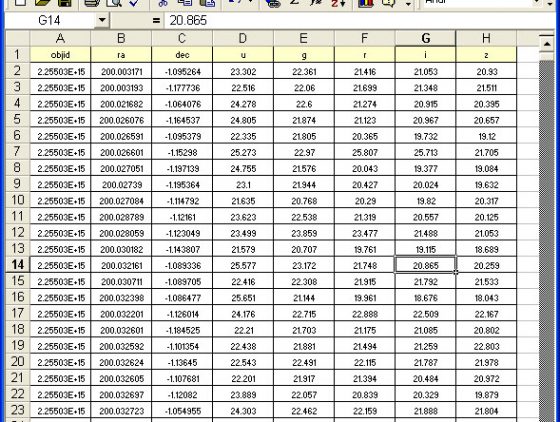 G14 = 20.865
A B C D E F G H
1 objid ra dec u g r i z
2 2.25503E+15 200.003171 -1.095264 23.302 22.361 21.416 21.053 20.93
3 2.25503E+15 200.003193 -1.177736 22.516 22.06 21.699 21.348 21.511
4 2.25503E+15 200.021682 -1.064076 24.278 22.6 21.274 20.915 20.395
5 2.25503E+15 200.026076 -1.164537 24.805 21.874 21.123 20.967 20.657
6 2.25503E+15 200.026591 -1.095379 22.335 21.805 20.365 19.732 19.12
7 2.25503E+15 200.026601 -1.15298 25.273 22.97 25.807 25.713 21.705
8 2.25503E+15 200.027051 -1.197139 24.755 21.576 20.043 19.377 19.084
9 2.25503E+15 200.02739 -1.195364 23.1 21.944 20.427 20.024 19.632
10 2.25503E+15 200.027084 -1.114792 21.635 20.768 20.29 19.82 20.317
11 2.25503E+15 200.028789 -1.12161 23.623 22.538 21.319 20.557 20.125
12 2.25503E+15 200.028059 -1.123049 23.499 23.859 23.477 21.488 21.053
13 2.25503E+15 200.030182 -1.143807 21.579 20.707 19.761 19.115 18.689
14 2.25503E+15 200.032161 -1.089336 25.577 23.172 21.748 20.865 20.259
15 2.25503E+15 200.030711 -1.089705 22.416 22.308 21.915 21.792 21.533
16 2.25503E+15 200.032398 -1.086477 25.651 21.144 19.961 18.676 18.043
17 2.25503E+15 200.032201 -1.126014 24.176 22.715 22.888 22.509 22.167
18 2.25503E+15 200.032601 -1.184525 22.21 21.703 21.175 21.085 20.802
19 2.25503E+15 200.032592 -1.101354 22.438 21.881 21.494 21.259 22.803
20 2.25503E+15 200.032624 -1.13645 22.543 22.491 22.115 21.787 21.978
21 2.25503E+15 200.032605 -1.107681 22.201 21.917 21.394 20.484 20.972
22 2.25503E+15 200.032697 -1.12082 23.889 22.057 20.839 20.329 19.879
23 2.25503E+15 200.032723 -1.054955 24.303 22.462 22.159 21.888 21.804